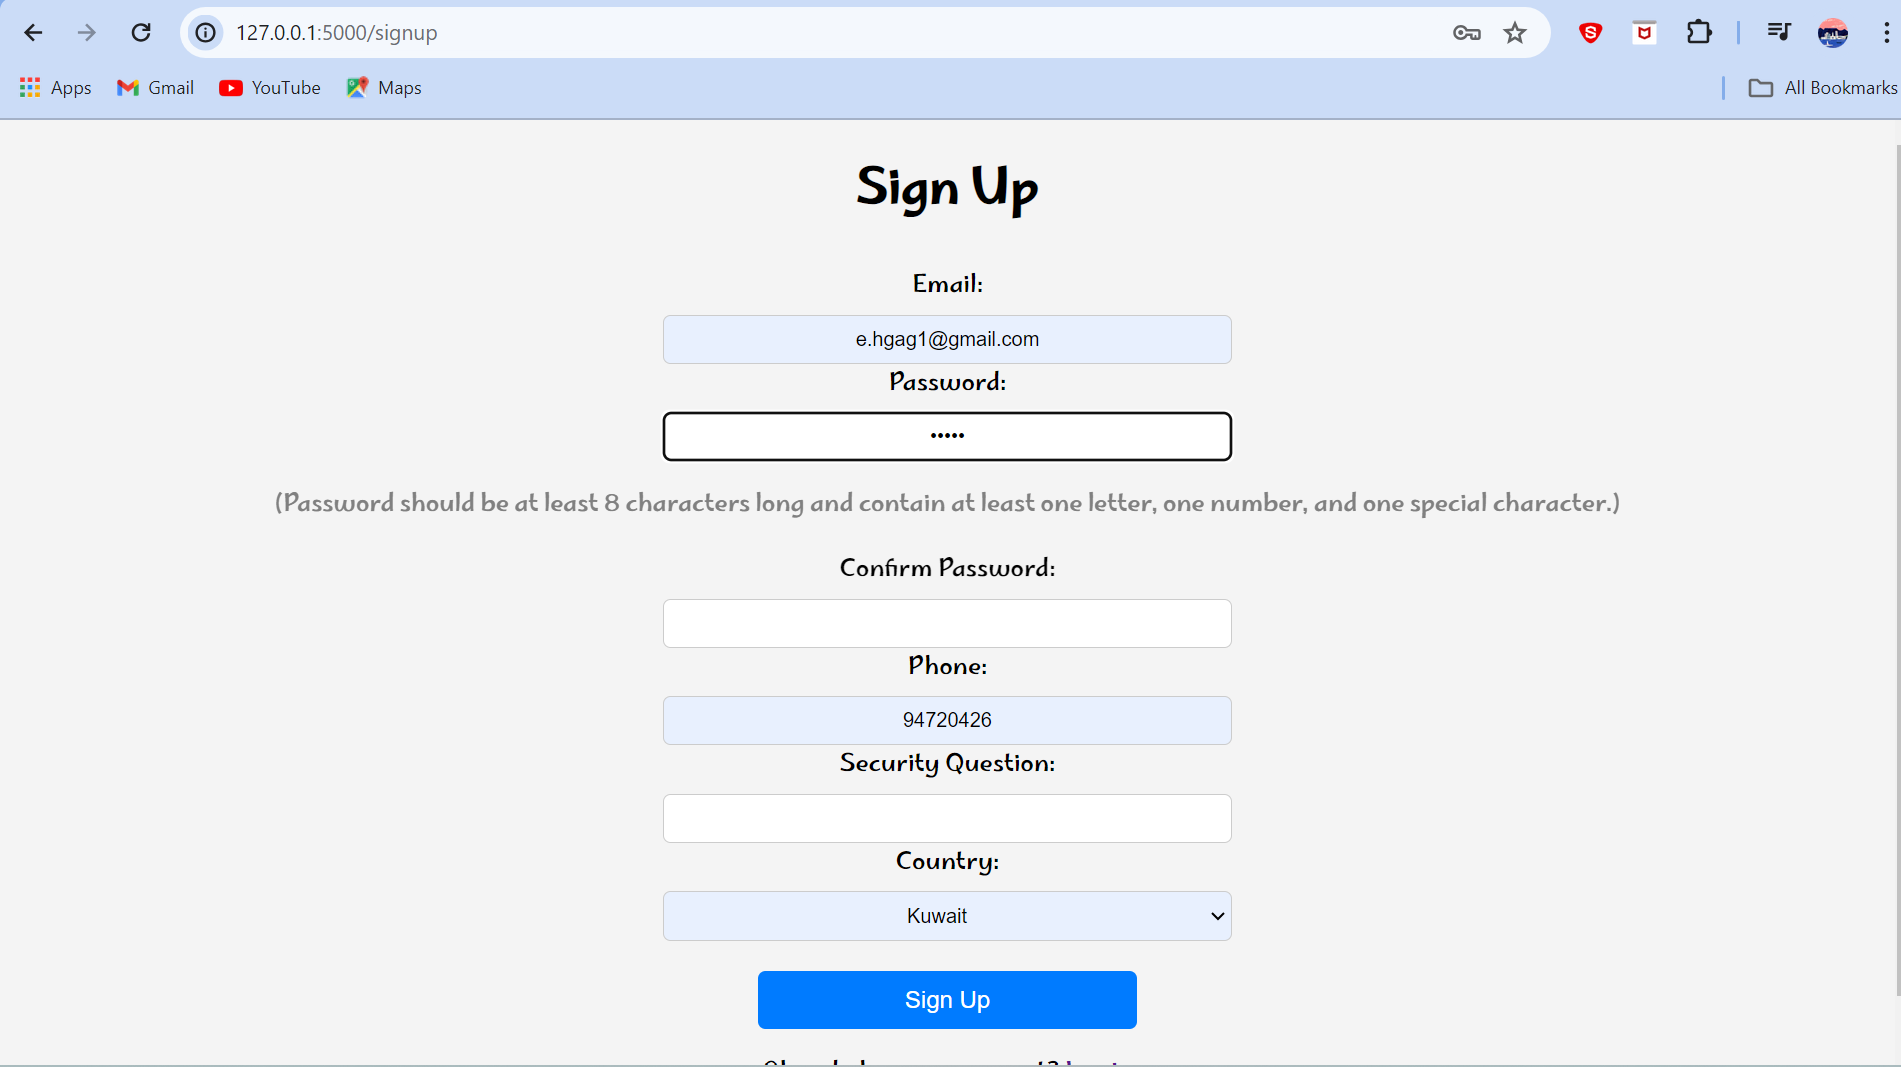 127.0.0.1:5000/signup
Apps Gmail YouTube Maps All Bookmarks
Sign Up
Email:
e.hgag1@gmail.com
Password:
•••••
(Password should be at least 8 characters long and contain at least one letter, one number, and one special character.)
Confirm Password:
Phone:
94720426
Security Question:
Country:
Kuwait
Sign Up